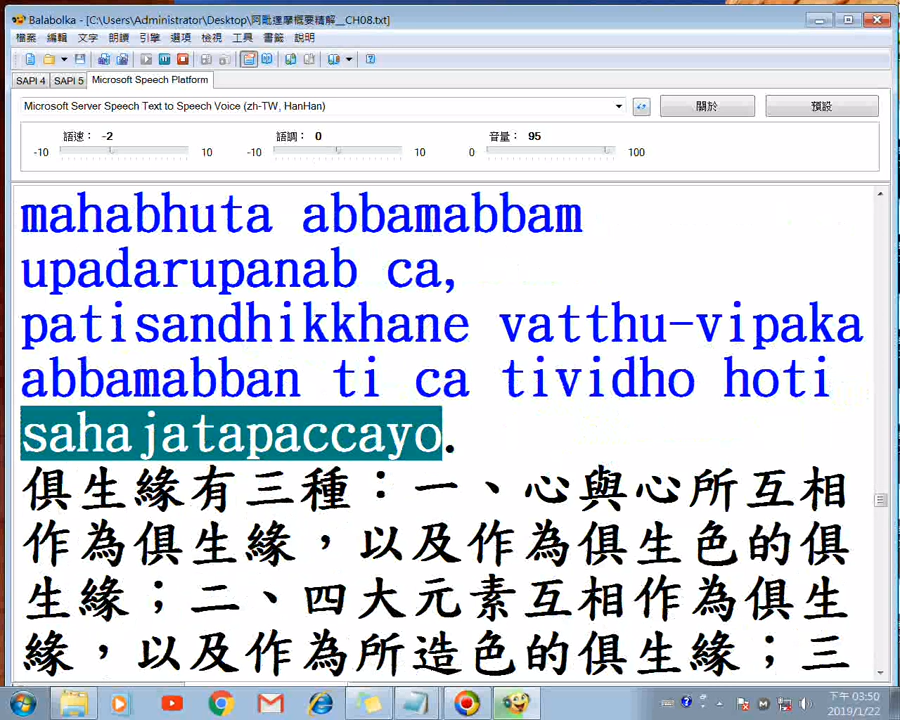 Balabolka - [C:\Users\Administrator\Desktop\阿毗達摩概要精解__CH08.txt]
檔案 編輯 文字 朗讀 引擎 選項 檢視 工具 書籤 說明
SAPI 4 SAPI 5 Microsoft Speech Platform
Microsoft Server Speech Text to Speech Voice (zh-TW, HanHan) 關於 預設
語速： -2 語調： 0 音量： 95
-10 10 -10 10 0 100
mahabhuta abbamabbam
upadarupanab ca,
patisandhikkhane vatthu-vipaka
abbamabban ti ca tividho hoti
sahajatapaccayo.
俱生緣有三種：一、心與心所互相
作為俱生緣，以及作為俱生色的俱
生緣；二、四大元素互相作為俱生
緣，以及作為所造色的俱生緣；三
下午 03:50
2019/1/22